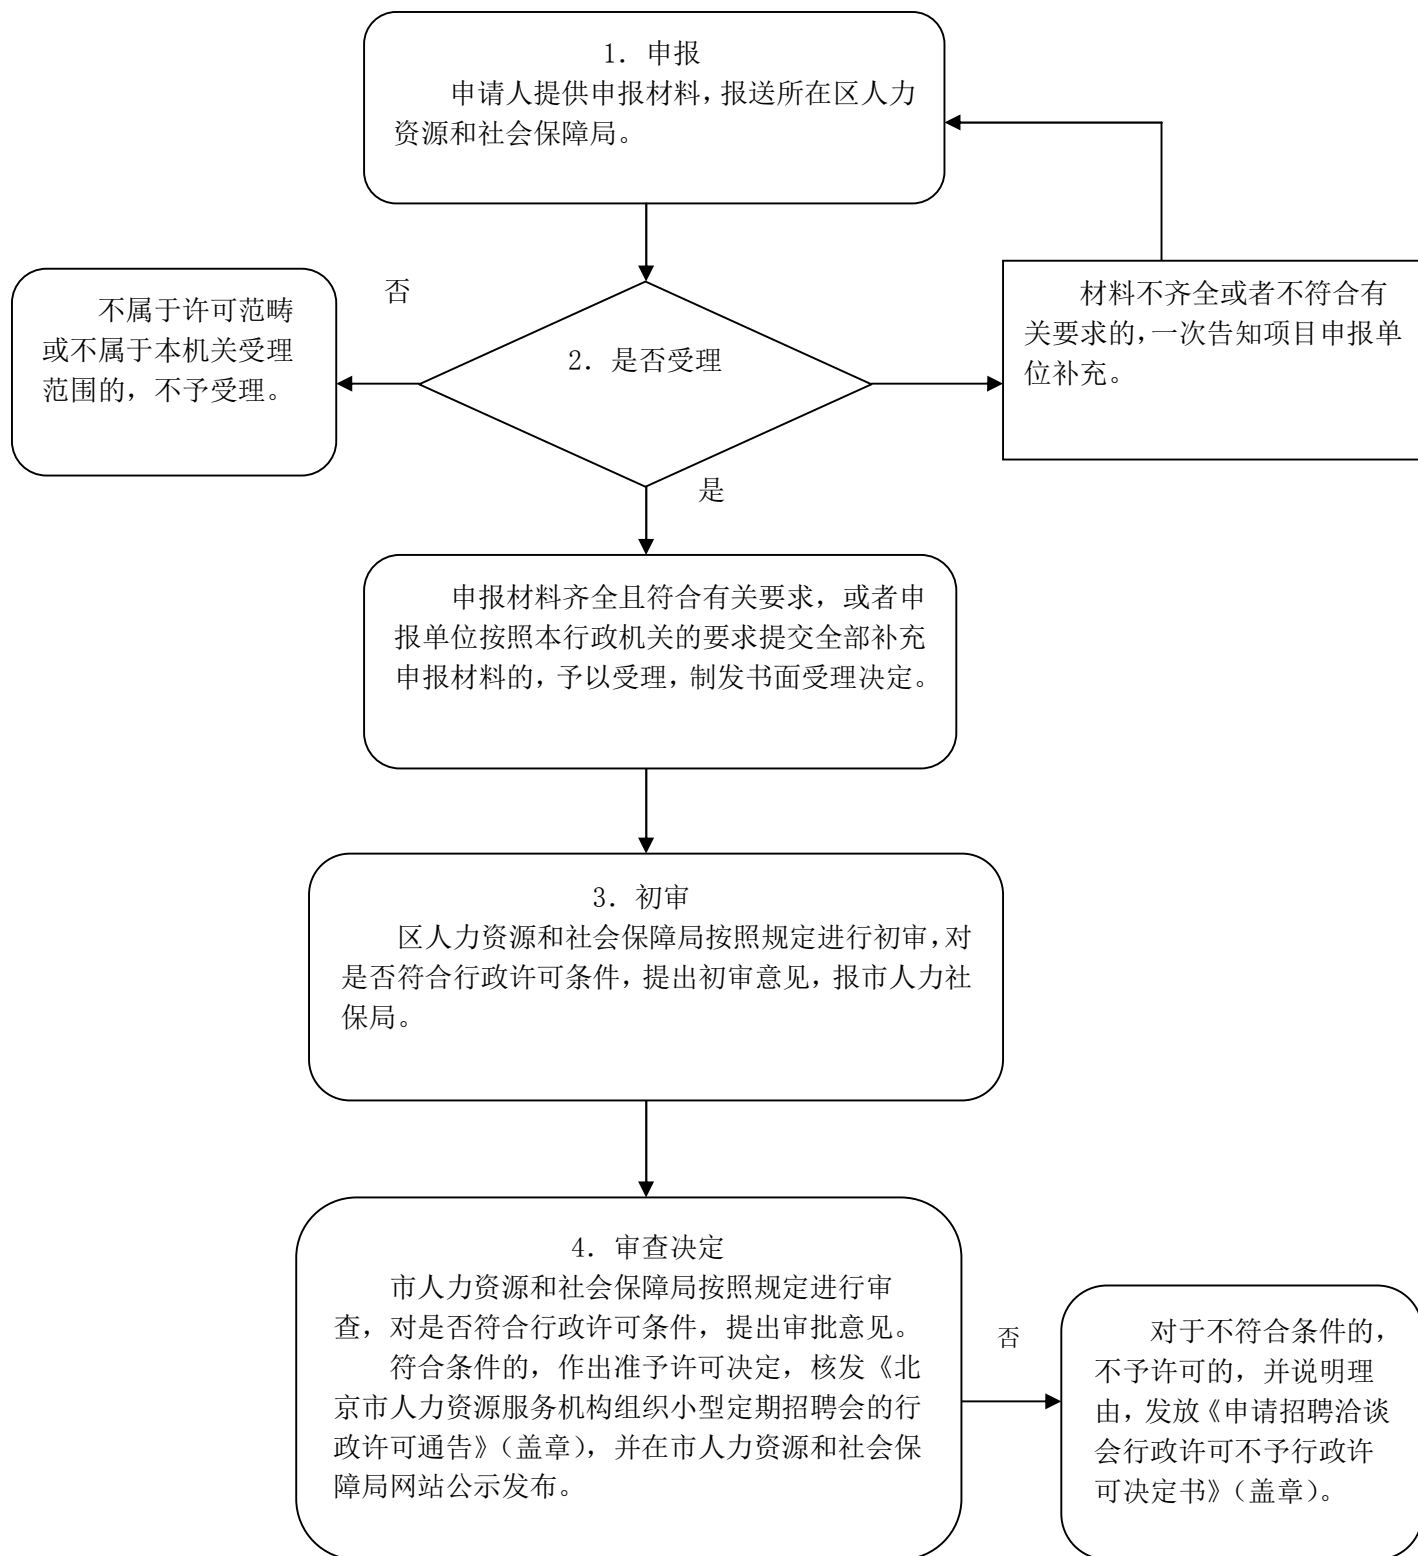 1. 申报
申请人提供申报材料,报送所在区人力
资源和社会保障局。
否
不属于许可范畴
或不属于本机关受理
范围的，不予受理。
2. 是否受理
材料不齐全或者不符合有
关要求的,一次告知项目申报单
位补充。
是
申报材料齐全且符合有关要求，或者申
报单位按照本行政机关的要求提交全部补充
申报材料的,予以受理,制发书面受理决定。
3. 初审
区人力资源和社会保障局按照规定进行初审,对
是否符合行政许可条件,提出初审意见,报市人力社
保局。
4. 审查决定
市人力资源和社会保障局按照规定进行审
查，对是否符合行政许可条件，提出审批意见。
符合条件的，作出准予许可决定，核发《北
京市人力资源服务机构组织小型定期招聘会的行
政许可通告》（盖章），并在市人力资源和社会保
障局网站公示发布。
否
对于不符合条件的，
不予许可的，并说明理
由,发放《申请招聘洽谈
会行政许可不予行政许
可决定书》（盖章）。